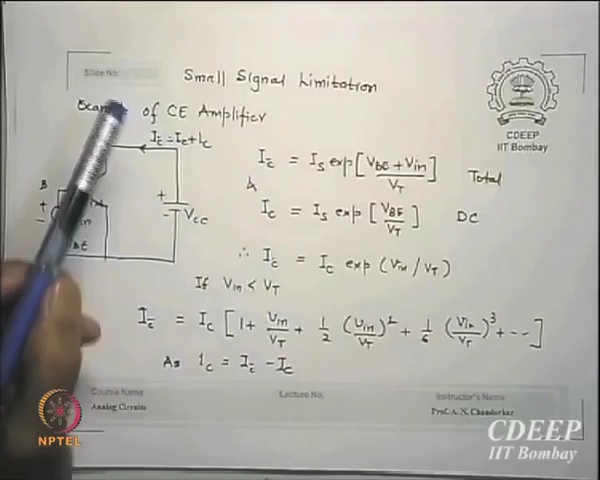 Slide No:
Small Signal Limitation
of CE Amplifier
CDEEP
IIT Bombay
I_c̄ = I_c + i_c
I_c̄ = I_s exp [ (V_BE + V_in) / V_T ] Total
&
I_c = I_s exp [ V_BE / V_T ] DC
B
+
-
+
-
V_CC
∴ I_c̄ = I_c exp (V_in / V_T)
If V_in < V_T
I_c̄ = I_c [ 1 + V_in/V_T + 1/2 (V_in/V_T)^2 + 1/6 (V_in/V_T)^3 + --- ]
As i_c = I_c̄ - I_c
Course Name
Analog Circuits
Lecture No.
Instructor's Name
Prof. A. N. Chandorkar
NPTEL
CDEEP
IIT Bombay